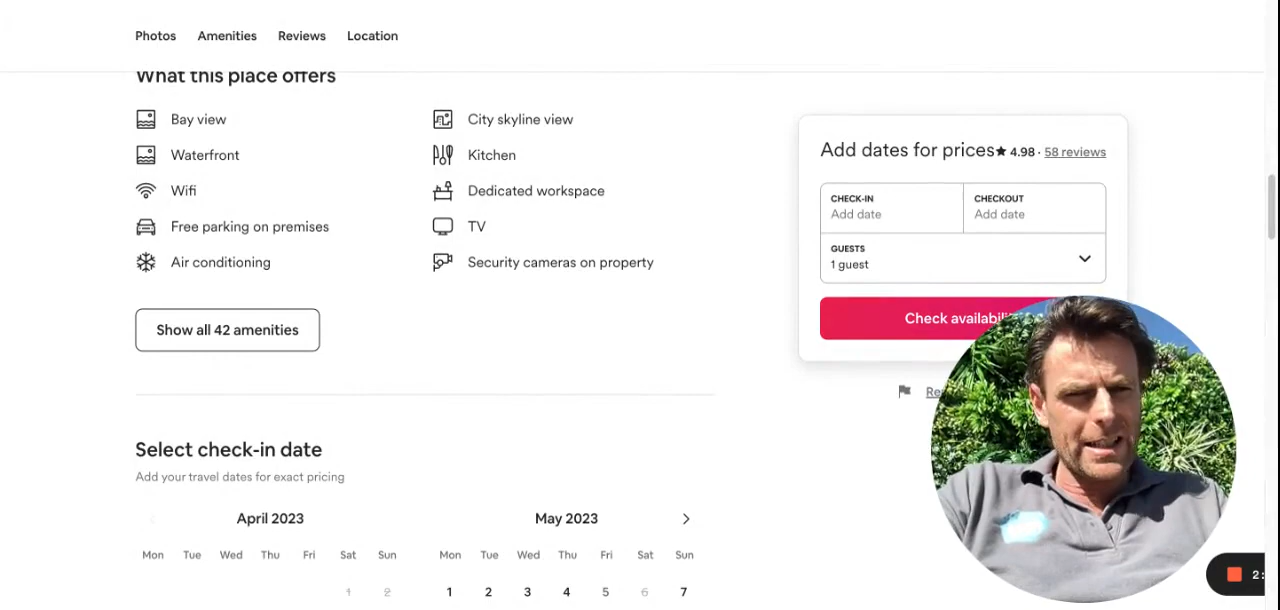 Photos Amenities Reviews Location
What this place offers
Bay view
City skyline view
Waterfront
Kitchen
Wifi
Dedicated workspace
Free parking on premises
TV
Air conditioning
Security cameras on property
Show all 42 amenities
Add dates for prices ★ 4.98 · 58 reviews
CHECK-IN
Add date
CHECKOUT
Add date
GUESTS
1 guest
Check
Select check-in date
Add your travel dates for exact pricing
April 2023
May 2023
Mon Tue Wed Thu Fri Sat Sun
Mon Tue Wed Thu Fri Sat Sun
1 2
1 2 3 4 5 6 7
2: